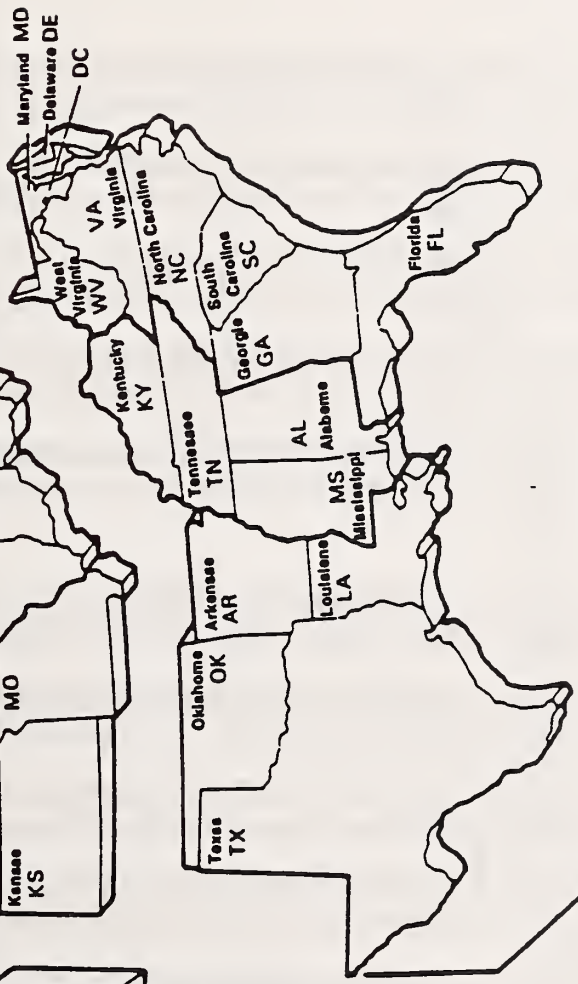 Maryland MD
Delaware DE
DC
West
Virginia
WV
VA
Virginia
Kentucky
KY
North Carolina
NC
Tennessee
TN
South
Carolina
SC
Georgia
GA
AL
Alabama
MS
Mississippi
Florida
FL
Arkansas
AR
Louisiana
LA
Oklahoma
OK
Texas
TX
MO
Kansas
KS